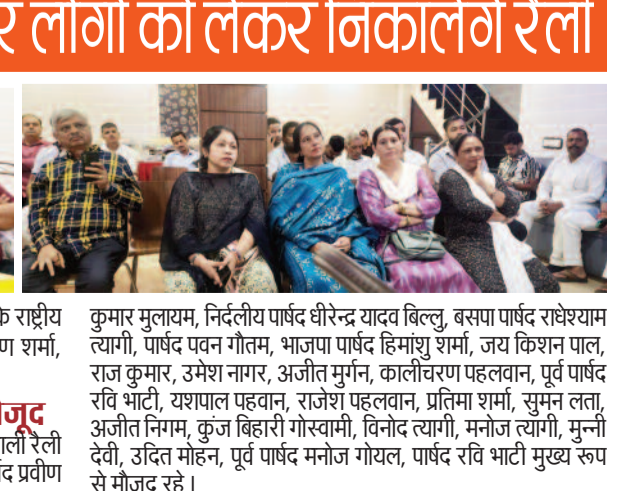 र लोगों को लेकर निकालेंगे रैली
के राष्ट्रीय
ण शर्मा,
जूद
र्ली रैली
द प्रवीण
कुमार मुलायम, निर्दलीय पार्षद धीरेन्द्र यादव बिल्लु, बसपा पार्षद राधेश्याम
त्यागी, पार्षद पवन गौतम, भाजपा पार्षद हिमांशु शर्मा, जय किशन पाल,
राज कुमार, उमेश नागर, अजीत मुर्गन, कालीचरण पहलवान, पूर्व पार्षद
रवि भाटी, यशपाल पहवान, राजेश पहलवान, प्रतिमा शर्मा, सुमन लता,
अजीत निगम, कुंज बिहारी गोस्वामी, विनोद त्यागी, मनोज त्यागी, मुन्नी
देवी, उदित मोहन, पूर्व पार्षद मनोज गोयल, पार्षद रवि भाटी मुख्य रूप
से मौजूद रहे।